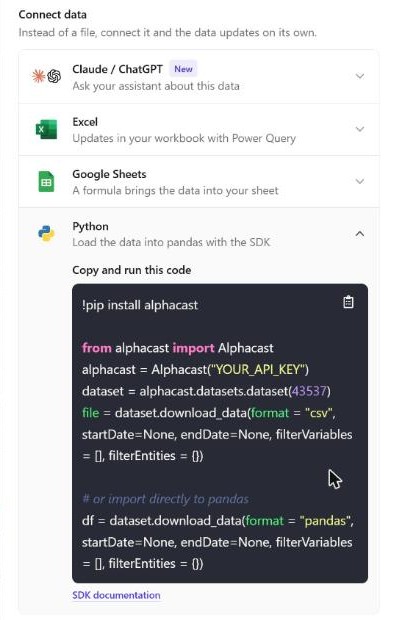 Connect data
Instead of a file, connect it and the data updates on its own.
Claude / ChatGPT New
Ask your assistant about this data
Excel
Updates in your workbook with Power Query
Google Sheets
A formula brings the data into your sheet
Python
Load the data into pandas with the SDK
Copy and run this code
!pip install alphacast
from alphacast import Alphacast
alphacast = Alphacast("YOUR_API_KEY")
dataset = alphacast.datasets.dataset(43537)
file = dataset.download_data(format = "csv",
startDate=None, endDate=None, filterVariables
= [], filterEntities = {})
# or import directly to pandas
df = dataset.download_data(format = "pandas",
startDate=None, endDate=None, filterVariables
= [], filterEntities = {})
SDK documentation